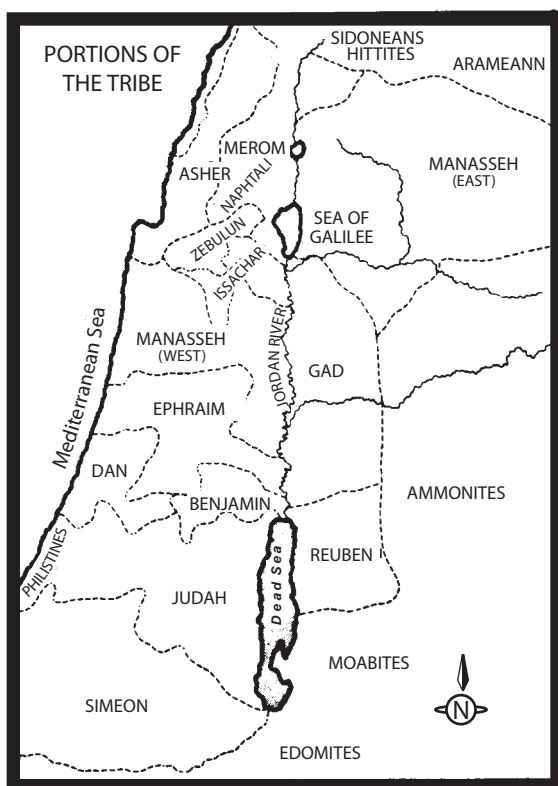 PORTIONS OF
THE TRIBE
SIDONEANS
HITTITES
ARAMEANN
MEROM
ASHER
NAPHTALI
MANASSEH
(EAST)
SEA OF
GALILEE
ZEBULUN
ISSACHAR
MANASSEH
(WEST)
JORDAN RIVER
GAD
Mediterranean Sea
EPHRAIM
DAN
BENJAMIN
AMMONITES
PHILISTINES
REUBEN
Dead Sea
JUDAH
MOABITES
SIMEON
N
EDOMITES